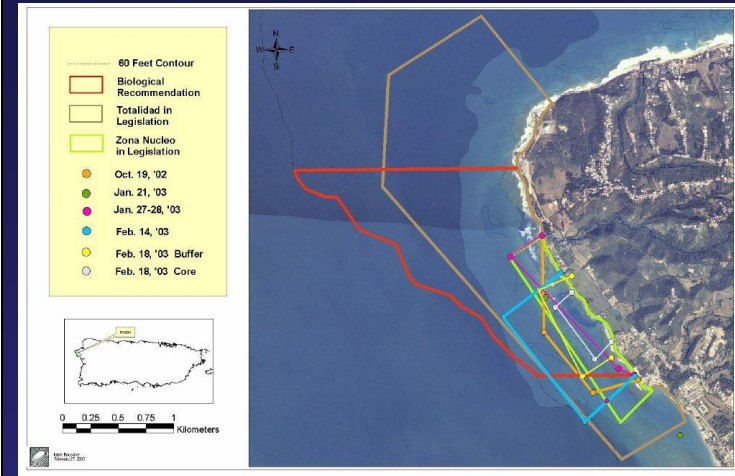 60 Feet Contour
Biological
Recommendation
Totalidad in
Legislation
Zona Nucleo
in Legislation
Oct. 19, '02
Jan. 21, '03
Jan. 27-28, '03
Feb. 14, '03
Feb. 18, '03 Buffer
Feb. 18, '03 Core
N
W E
S
0 0.25 0.5 0.75 1
Kilometers